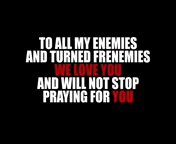 TO ALL MY ENEMIES
AND TURNED FRENEMIES
WE LOVE YOU
AND WILL NOT STOP
PRAYING FOR YOU